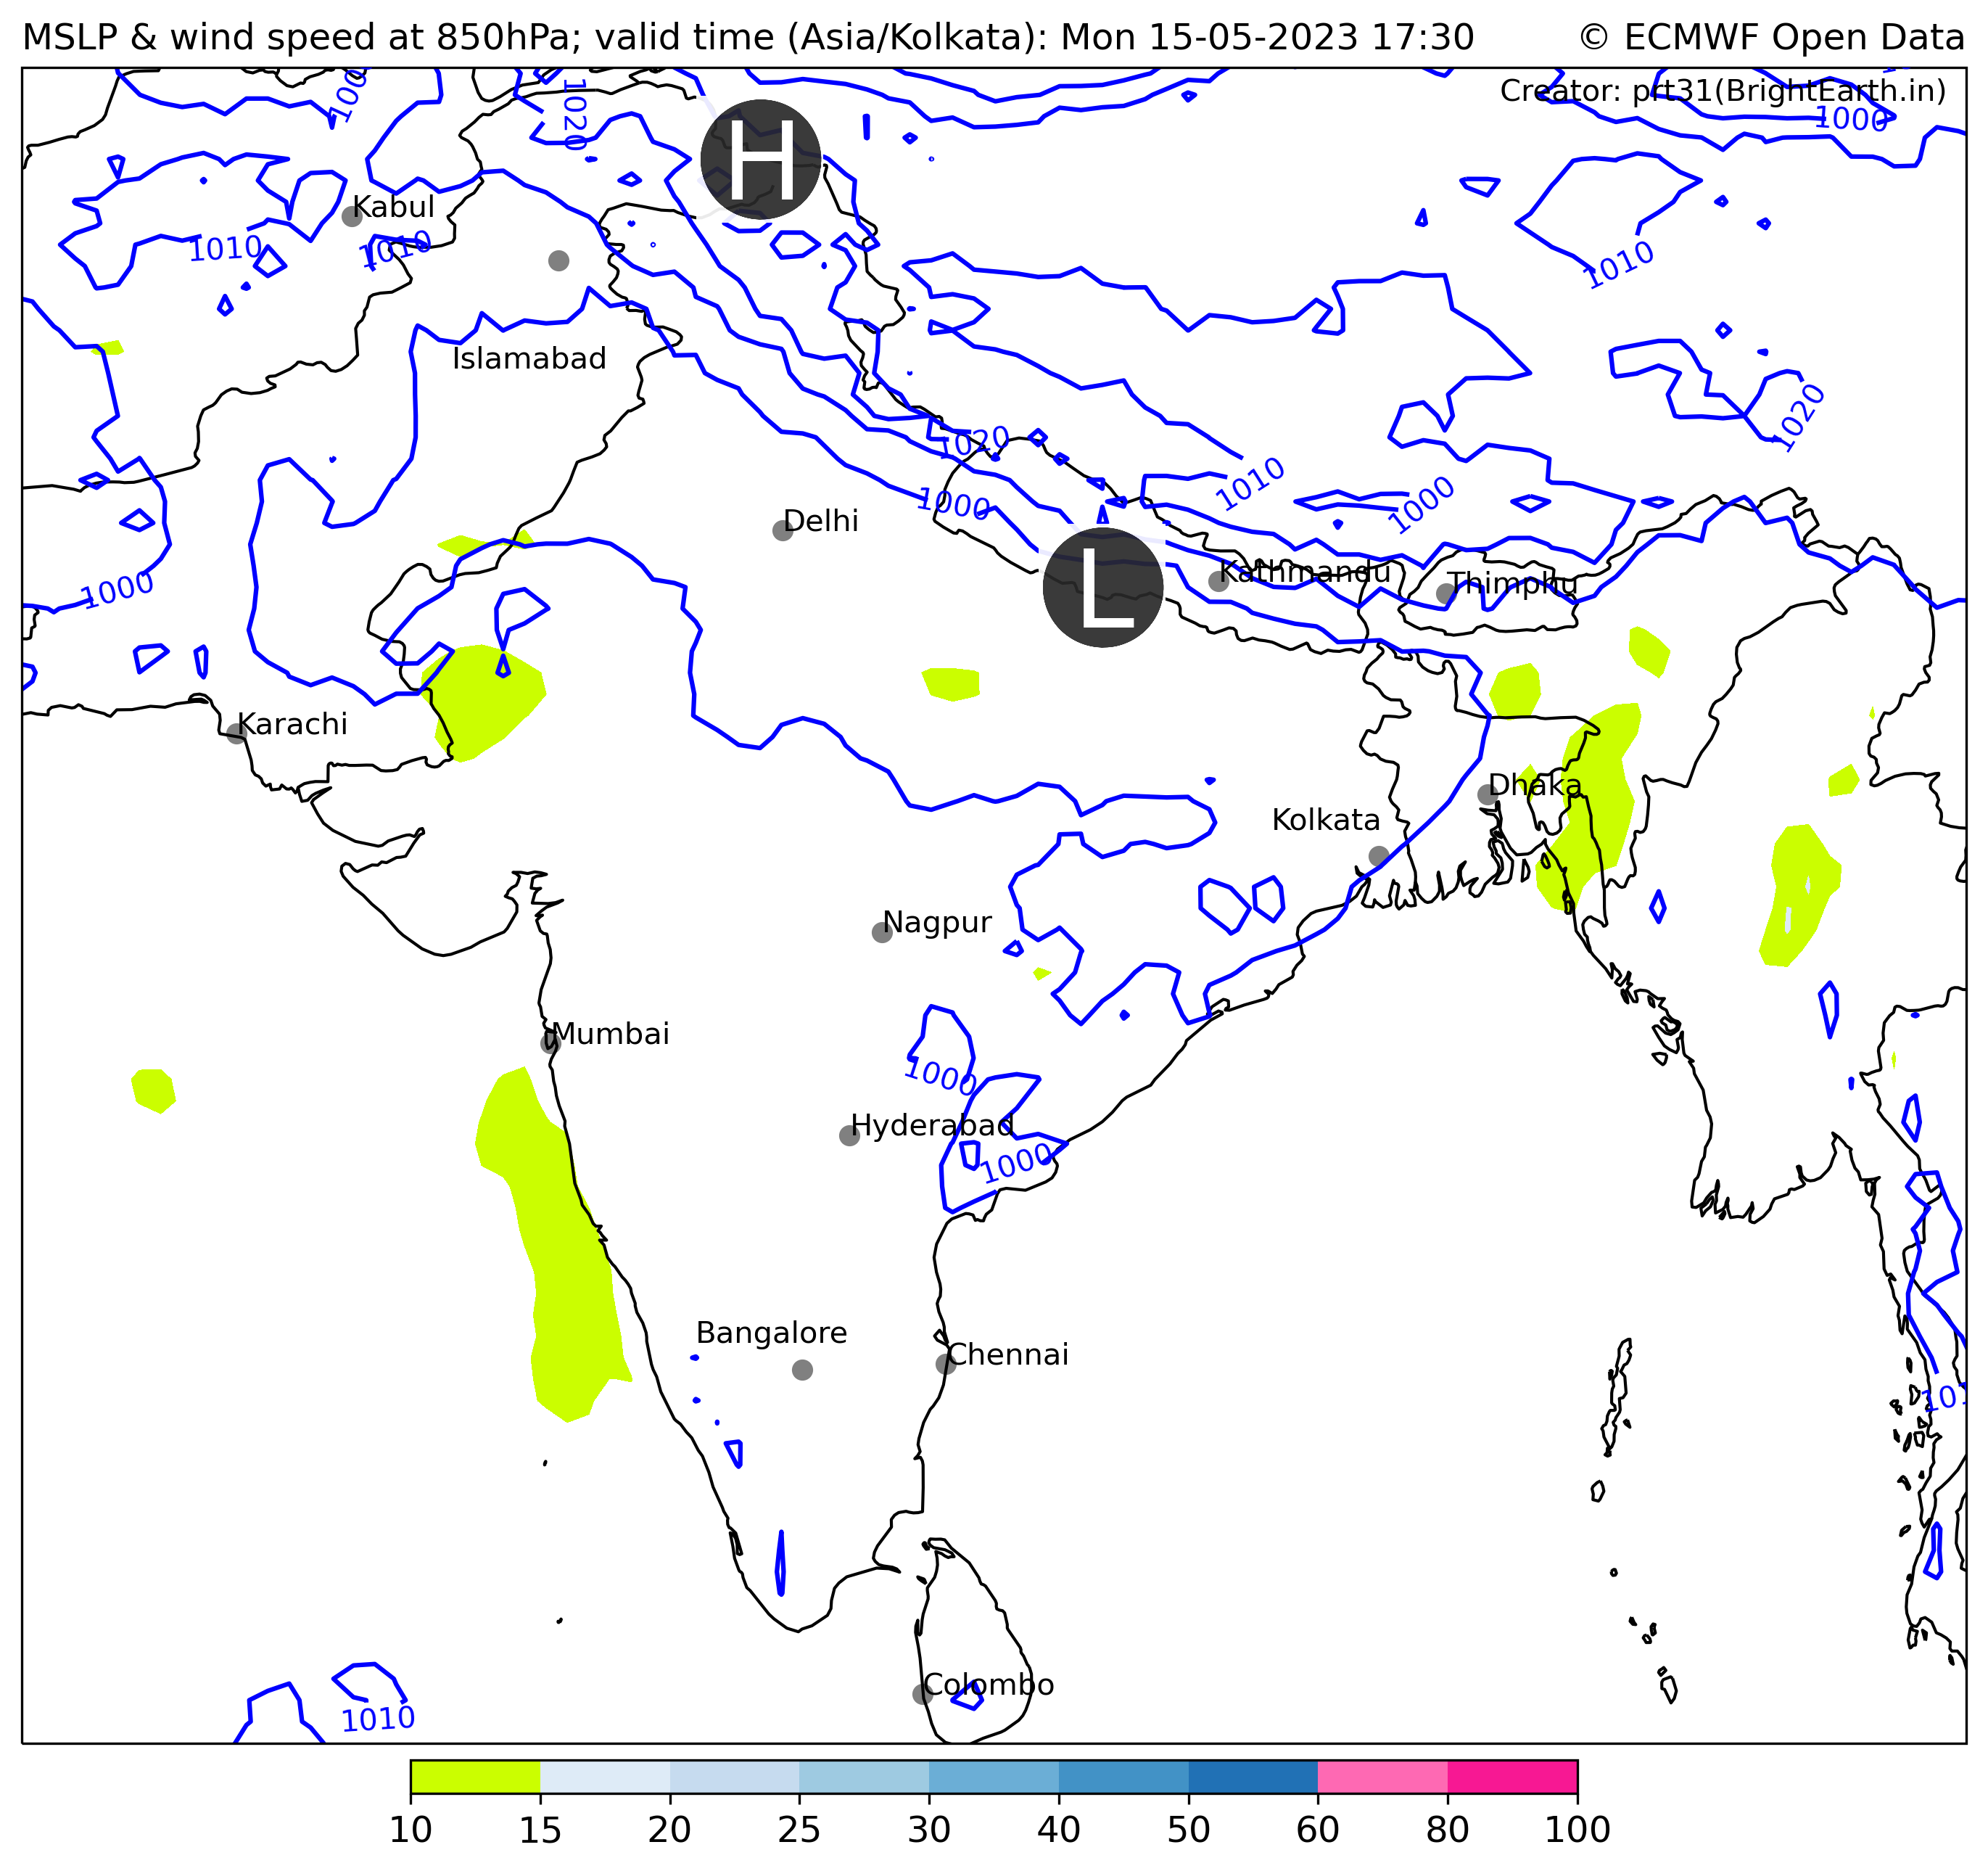 MSLP & wind speed at 850hPa; valid time (Asia/Kolkata): Mon 15-05-2023 17:30
© ECMWF Open Data
Creator: prt31(BrightEarth.in)
1000
1020
1000
H
Kabul
1010
1010
1010
Islamabad
1020
1020
1010
1000
1000
Delhi
1000
L
Kathmandu
Thimphu
Karachi
Dhaka
Kolkata
Nagpur
Mumbai
1000
Hyderabad
1000
Bangalore
Chennai
Colombo
1010
10 15 20 25 30 40 50 60 80 100